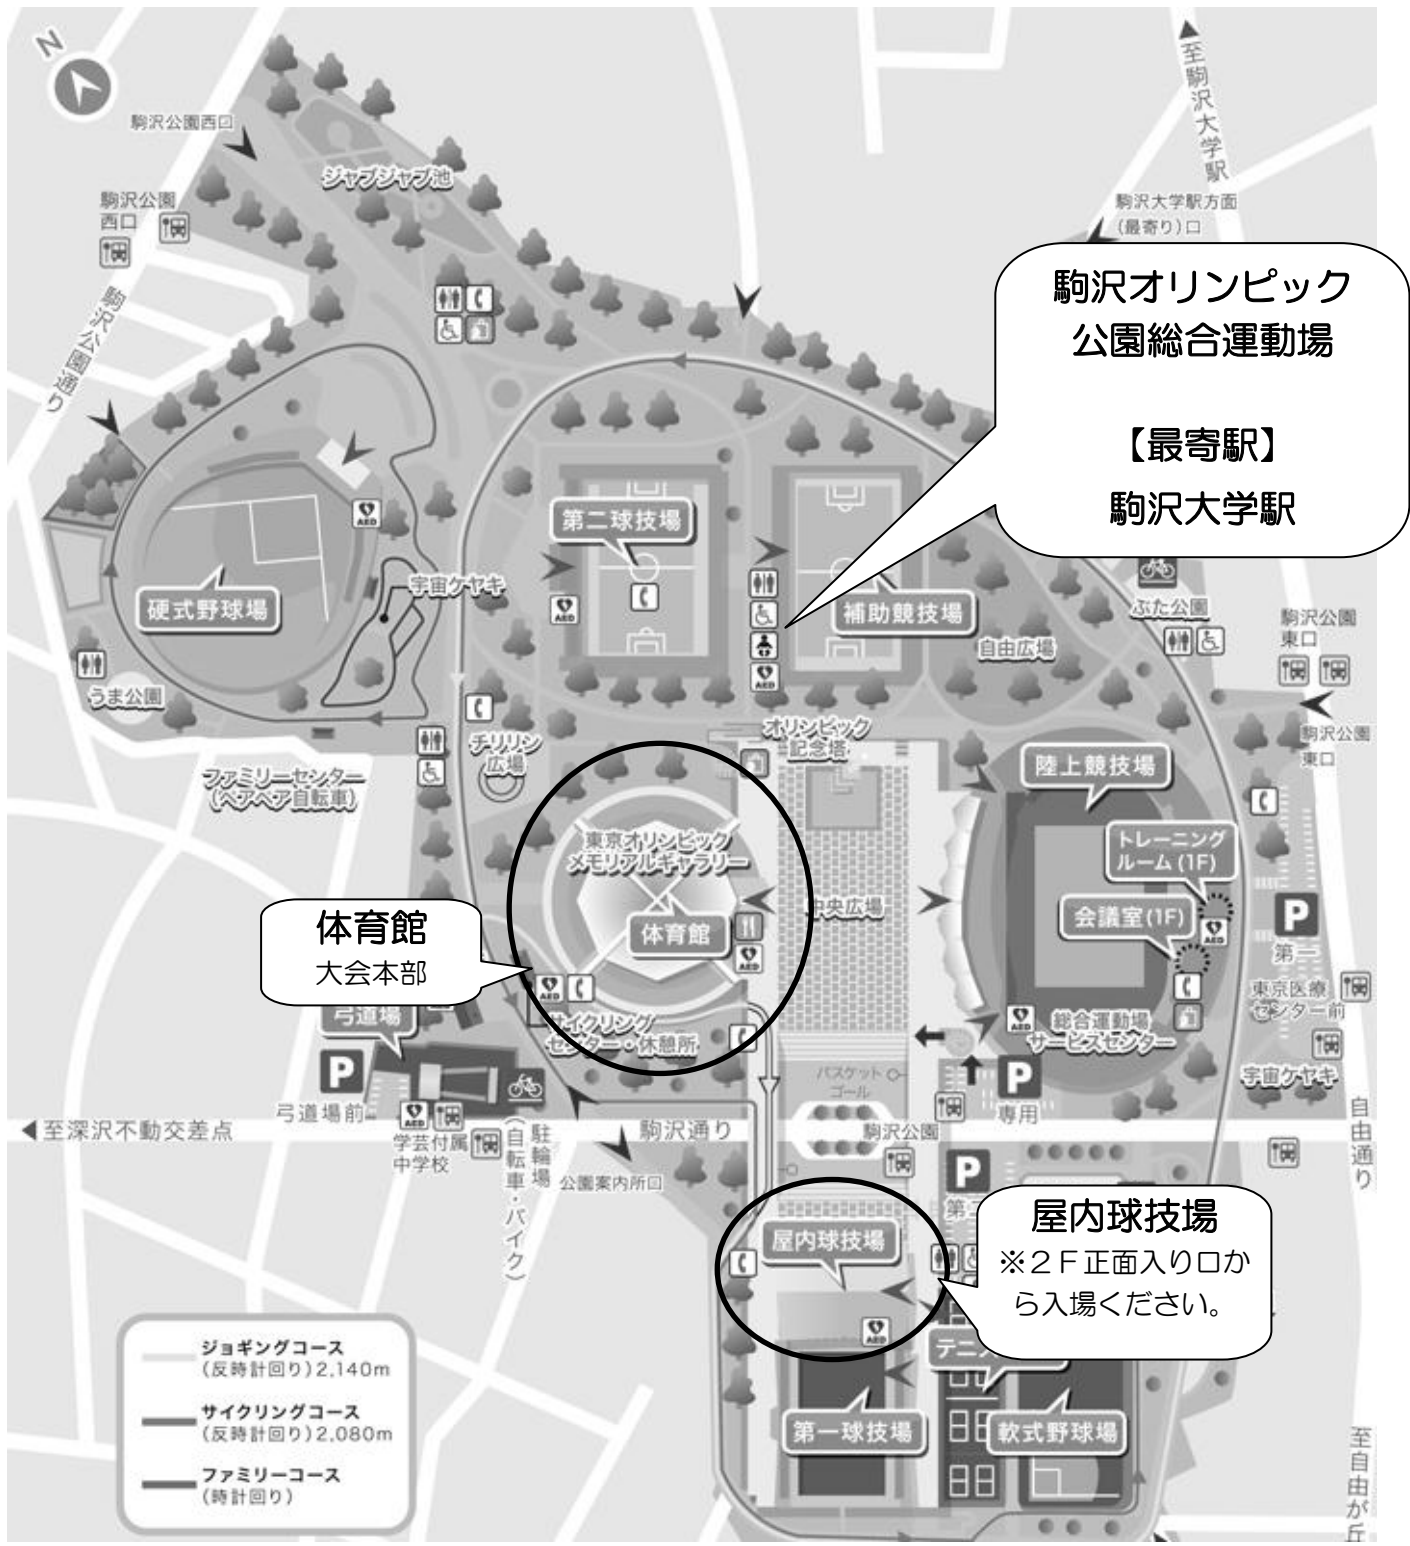 N
駒沢公園西口
駒沢公園
西口
駒沢公園通り
ジャブジャブ池
▲至駒沢大学駅
駒沢大学駅方面
(最寄り)口
駒沢オリンピック
公園総合運動場
【最寄駅】
駒沢大学駅
第二球技場
AED
硬式野球場
宇宙ケヤキ
AED
補助競技場
AED
自由広場
ぶた公園
駒沢公園
東口
駒沢公園
東口
うま公園
チリリン
広場
オリンピック
記念塔
ファミリーセンター
(ペアペア自転車)
陸上競技場
トレーニング
ルーム(1F)
会議室(1F)
AED
東京オリンピック
メモリアルギャラリー
体育館
AED
中央広場
体育館
大会本部
AED
P
第一
東京医療
センター前
弓道場
サイクリング
センター・休憩所
AED
総合運動場
サービスセンター
宇宙ケヤキ
P
弓道場前
バスケット
ゴール
P
専用
◀至深沢不動交差点
AED
学芸付属
中学校
駐輪場
(自転車・バイク)
駒沢通り
駒沢公園
自由通り
公園案内所口
P
屋内球技場
屋内球技場
※2F正面入り口か
ら入場ください。
AED
テニ
第一球技場
軟式野球場
至自由が丘
ジョギングコース
(反時計回り)2,140m
サイクリングコース
(反時計回り)2,080m
ファミリーコース
(時計回り)